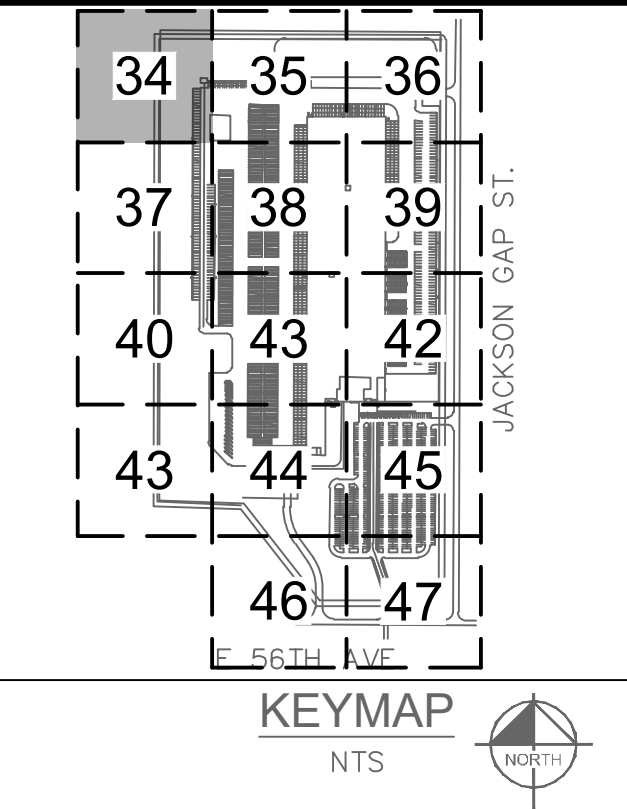 34 35 36
37 38 39
40 43 42
43 44 45
46 47
JACKSON GAP ST.
E 56TH AVE
KEYMAP
NTS
NORTH